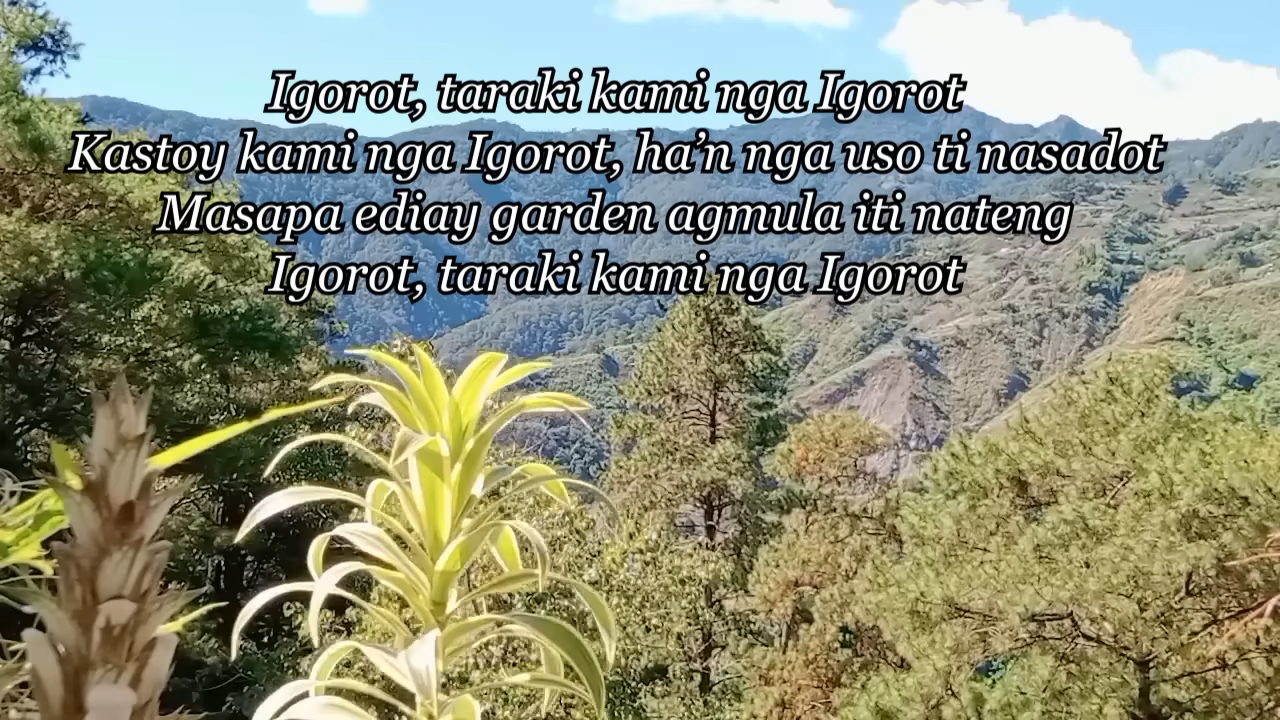 Igorot, taraki kami nga Igorot
Kastoy kami nga Igorot, ha’n nga uso ti nasadot
Masapa ediay garden agmula iti nateng
Igorot, taraki kami nga Igorot